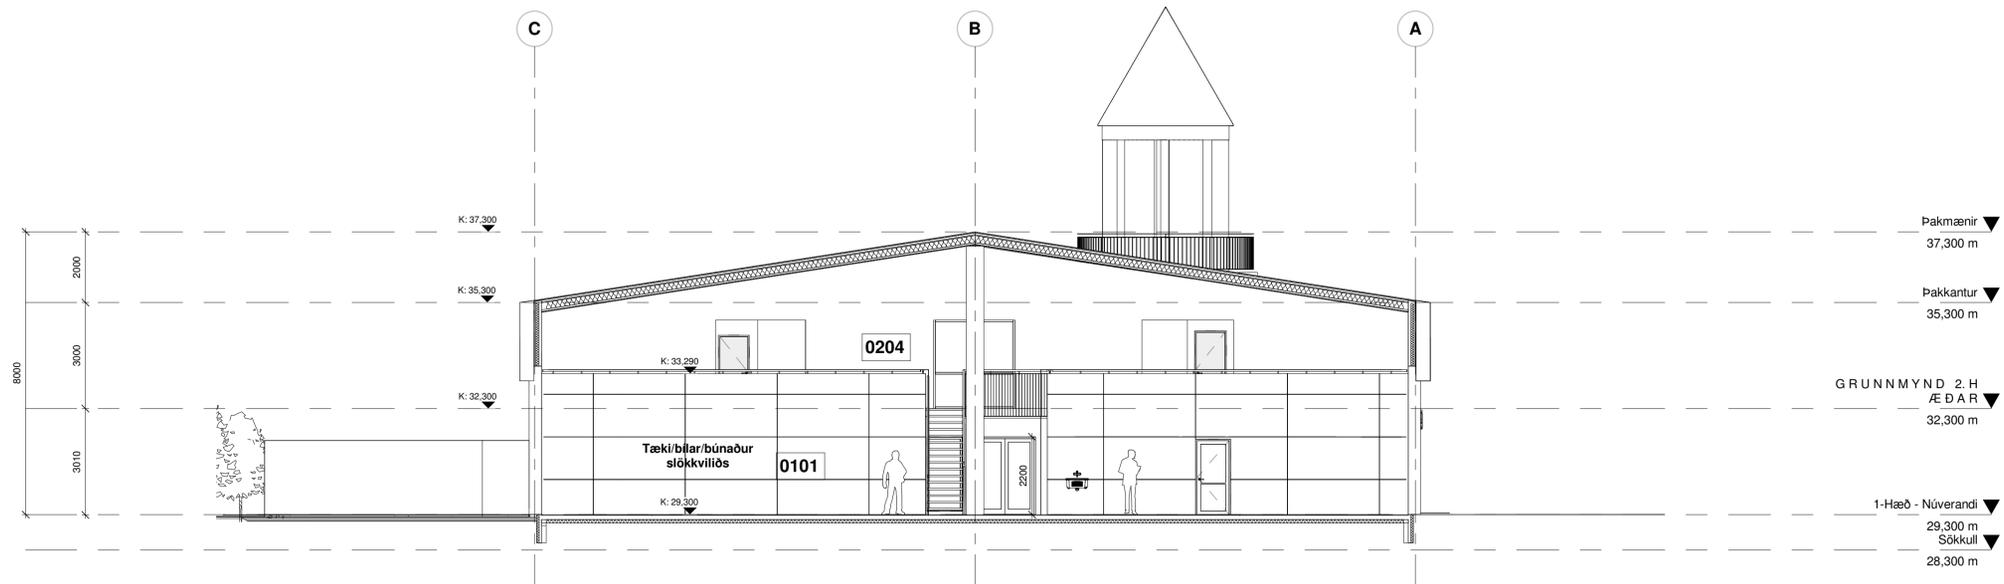 C
B
A
K: 37,300
Þakmænir
37,300 m
2000
K: 35,300
Þakkantur
35,300 m
0204
8000
3000
K: 33,290
GRUNNMYND 2.H
ÆÐAR
K: 32,300
32,300 m
Tæki/bílar/búnaður
slökkviliðs
0101
3010
2200
K: 29,300
1-Hæð - Núverandi
29,300 m
Sökkull
28,300 m